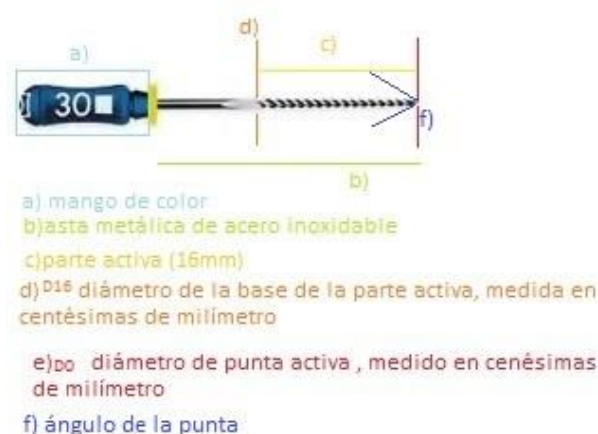 d)
c)
a)
30
f)
b)
a) mango de color
b)asta metálica de acero inoxidable
c)parte activa (16mm)
d) D16 diámetro de la base de la parte activa, medida en
centésimas de milímetro
e)D0 diámetro de punta activa , medido en cenésimas
de milímetro
f) ángulo de la punta